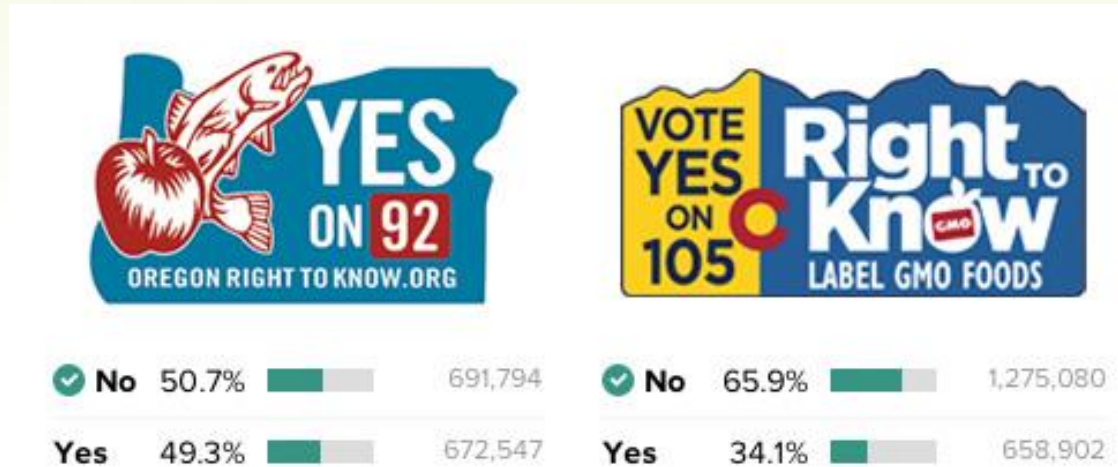 YES
ON 92
OREGON RIGHT TO KNOW.ORG
No 50.7% 691,794
Yes 49.3% 672,547
VOTE
YES
ON
105
Right TO
Know
GMO
LABEL GMO FOODS
No 65.9% 1,275,080
Yes 34.1% 658,902